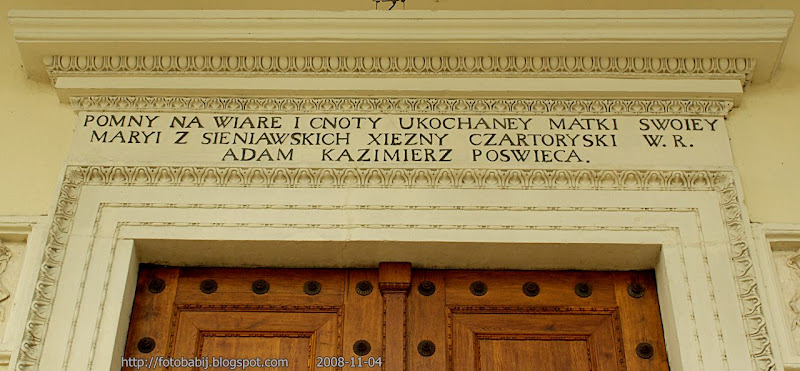 POMNY NA WIARE I CNOTY UKOCHANEY MATKI SWOIEY
MARYI Z SIENIAWSKICH XIEZNY CZARTORYSKI W.R.
ADAM KAZIMIERZ POSWIECA.
http://fotobabij.blogspot.com 2008-11-04